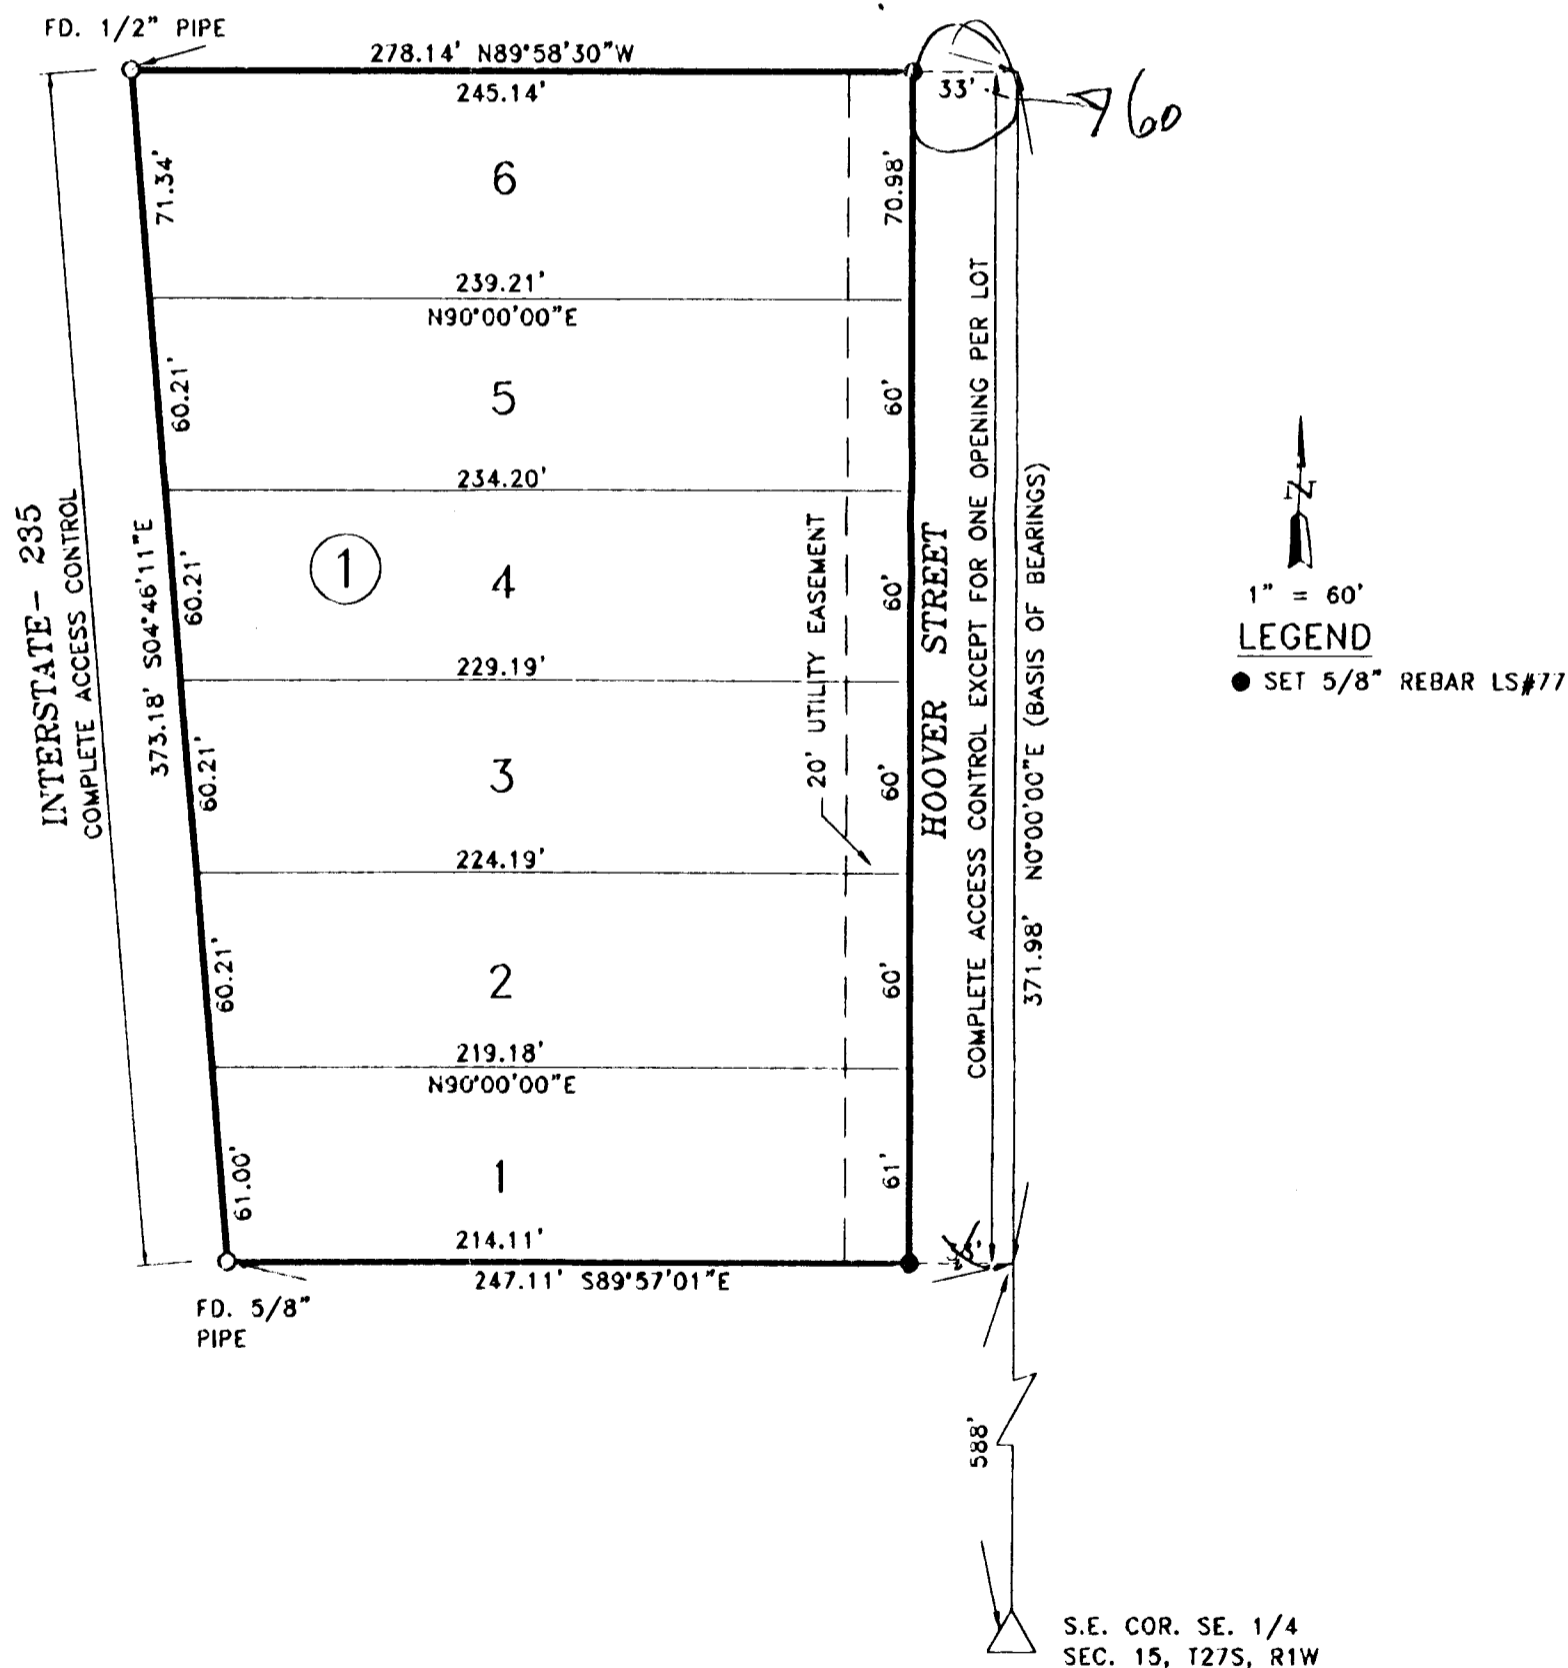 FD. 1/2" PIPE
278.14' N89°58'30"W
245.14'
33'
760
71.34'
6
70.98'
239.21'
N90°00'00"E
60.21'
5
60'
234.20'
INTERSTATE- 235
COMPLETE ACCESS CONTROL
373.18' S04°46'11"E
60.21'
1
4
60'
229.19'
20' UTILITY EASEMENT
HOOVER STREET
COMPLETE ACCESS CONTROL EXCEPT FOR ONE OPENING PER LOT
371.98' N0°00'00"E (BASIS OF BEARINGS)
N
1" = 60'
LEGEND
SET 5/8" REBAR LS#77
60.21'
3
60'
224.19'
60.21'
2
60'
219.18'
N90°00'00"E
61.00'
1
61'
214.11'
247.11' S89°57'01"E
FD. 5/8"
PIPE
588'
S.E. COR. SE. 1/4
SEC. 15, T27S, R1W